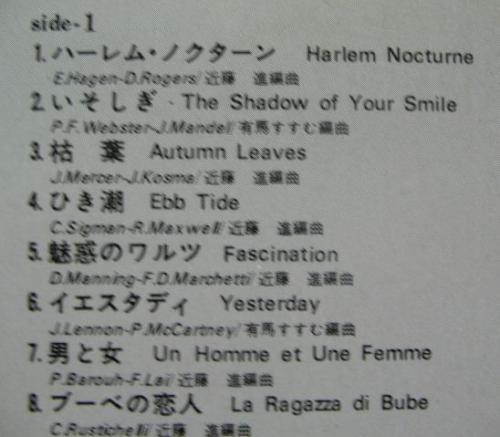 side-1
1. ハーレム・ノクターン Harlem Nocturne
E.Hagen-D.Rogers/近藤 進編曲
2. いそしぎ・The Shadow of Your Smile
P.F.Webster-J.Mandel/有馬すすむ編曲
3. 枯葉 Autumn Leaves
J.Mercer-J.Kosma/近藤 進編曲
4. ひき潮 Ebb Tide
C.Sigman-R.Maxwell/近藤 進編曲
5. 魅惑のワルツ Fascination
D.Manning-F.D.Marchetti/近藤 進編曲
6. イエスタディ Yesterday
J.Lennon-P.McCartney/有馬すすむ編曲
7. 男と女 Un Homme et Une Femme
P.Barouh-F.Lai/近藤 進編曲
8. ブーベの恋人 La Ragazza di Bube
C.Rustichelli/近藤 進編曲